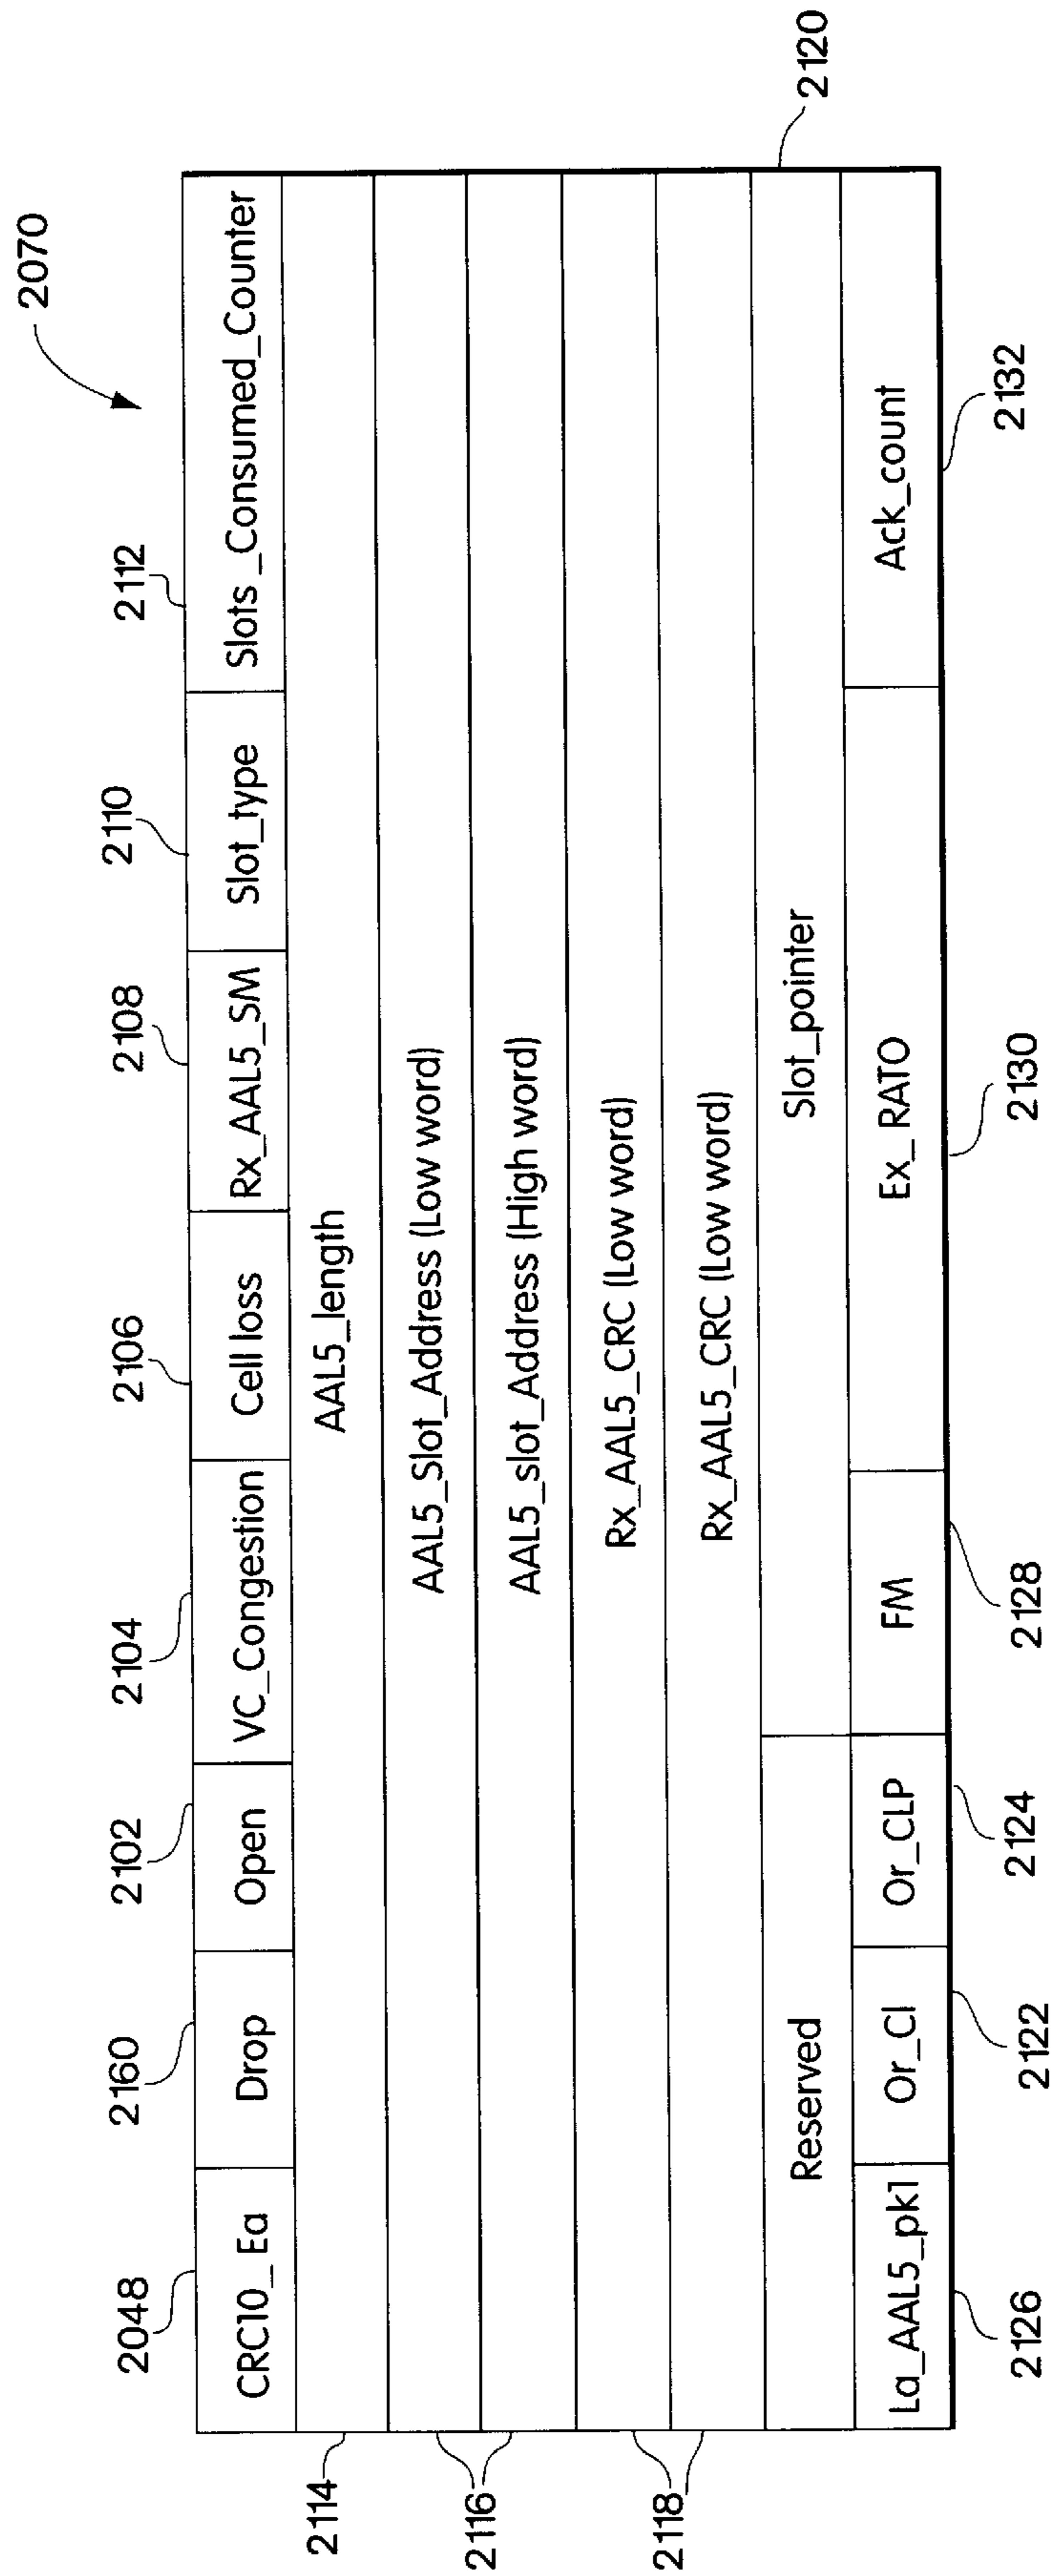 2070
2048
2160
2102
2104
2106
2108
2110
2112
CRC10_Ea
Drop
Open
VC_Congestion
Cell loss
Rx_AAL5_SM
Slot_type
Slots_Consumed_Counter
2114
AAL5_length
2116
AAL5_Slot_Address (Low word)
AAL5_slot_Address (High word)
2118
Rx_AAL5_CRC (Low word)
Rx_AAL5_CRC (Low word)
Reserved
Slot_pointer
2120
La_AAL5_pk1
Or_Cl
Or_CLP
FM
Ex_RATO
Ack_count
2126
2122
2124
2128
2130
2132